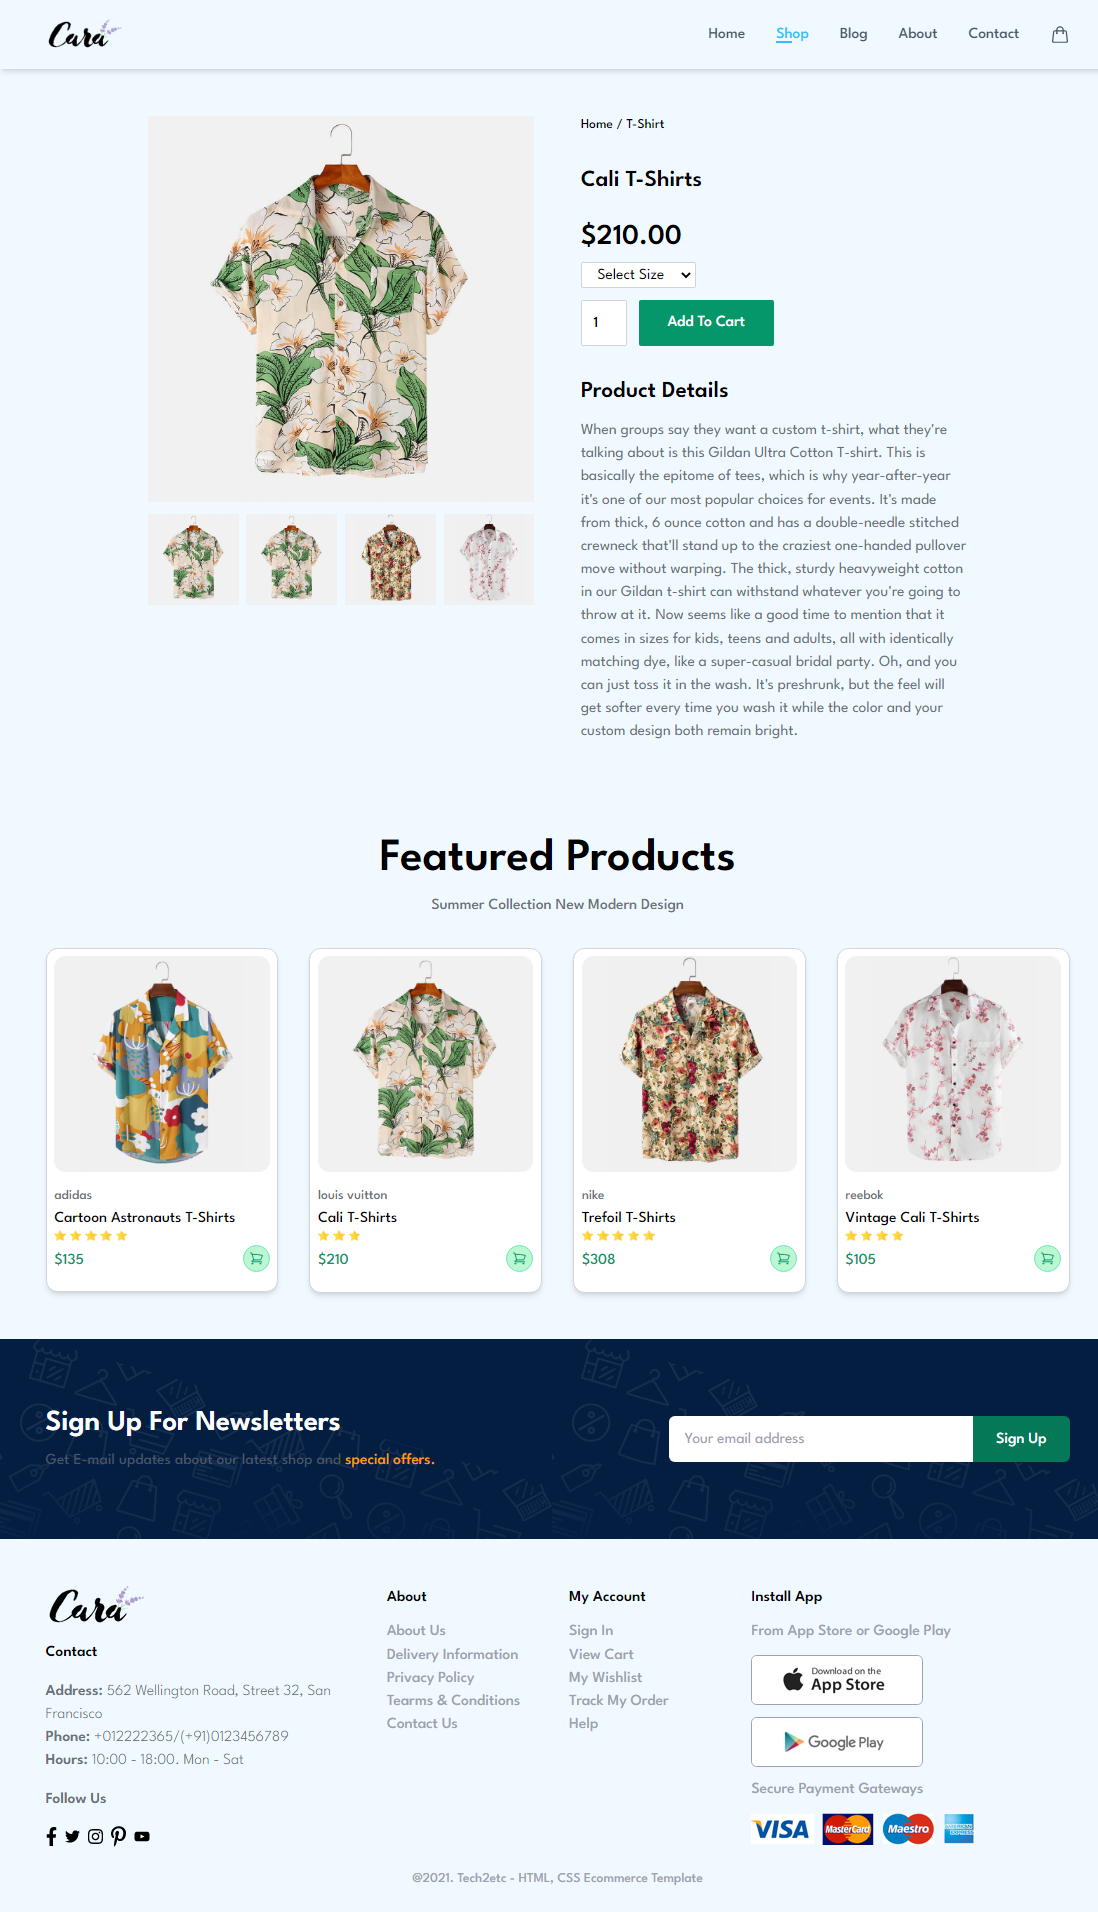 Cara
Home Shop Blog About Contact
Home / T-Shirt
Cali T-Shirts
$210.00
Select Size
1 Add To Cart
Product Details
When groups say they want a custom t-shirt, what they're
talking about is this Gildan Ultra Cotton T-shirt. This is
basically the epitome of tees, which is why year-after-year
it's one of our most popular choices for events. It's made
from thick, 6 ounce cotton and has a double-needle stitched
crewneck that'll stand up to the craziest one-handed pullover
move without warping. The thick, sturdy heavyweight cotton
in our Gildan t-shirt can withstand whatever you're going to
throw at it. Now seems like a good time to mention that it
comes in sizes for kids, teens and adults, all with identically
matching dye, like a super-casual bridal party. Oh, and you
can just toss it in the wash. It's preshrunk, but the feel will
get softer every time you wash it while the color and your
custom design both remain bright.
Featured Products
Summer Collection New Modern Design
adidas
Cartoon Astronauts T-Shirts
$135
louis vuitton
Cali T-Shirts
$210
nike
Trefoil T-Shirts
$308
reebok
Vintage Cali T-Shirts
$105
Sign Up For Newsletters
Get E-mail updates about our latest shop and special offers.
Your email address Sign Up
Cara
Contact
Address: 562 Wellington Road, Street 32, San
Francisco
Phone: +012222365/(+91)0123456789
Hours: 10:00 - 18:00. Mon - Sat
Follow Us
About
About Us
Delivery Information
Privacy Policy
Tearms & Conditions
Contact Us
My Account
Sign In
View Cart
My Wishlist
Track My Order
Help
Install App
From App Store or Google Play
Download on the
App Store
Google Play
Secure Payment Gateways
VISA MasterCard Maestro AMERICAN EXPRESS
©2021. Tech2etc - HTML, CSS Ecommerce Template